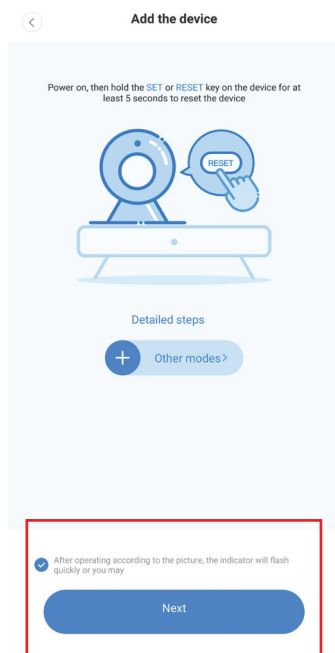 Add the device
Power on, then hold the SET or RESET key on the device for at
least 5 seconds to reset the device
RESET
Detailed steps
Other modes>
After operating according to the picture, the indicator will flash
quickly or you may
Next